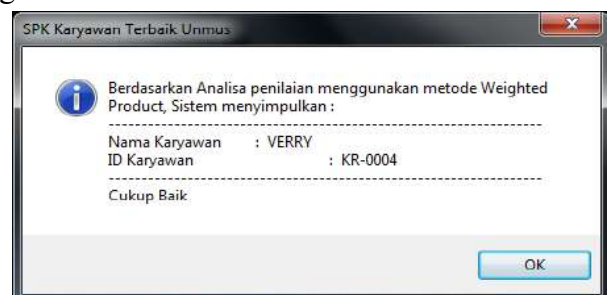 SPK Karyawan Terbaik Unmus
Berdasarkan Analisa penilaian menggunakan metode Weighted
Product, Sistem menyimpulkan :
------------------------------------------------------------------------
Nama Karyawan : VERRY
ID Karyawan : KR-0004
------------------------------------------------------------------------
Cukup Baik
OK